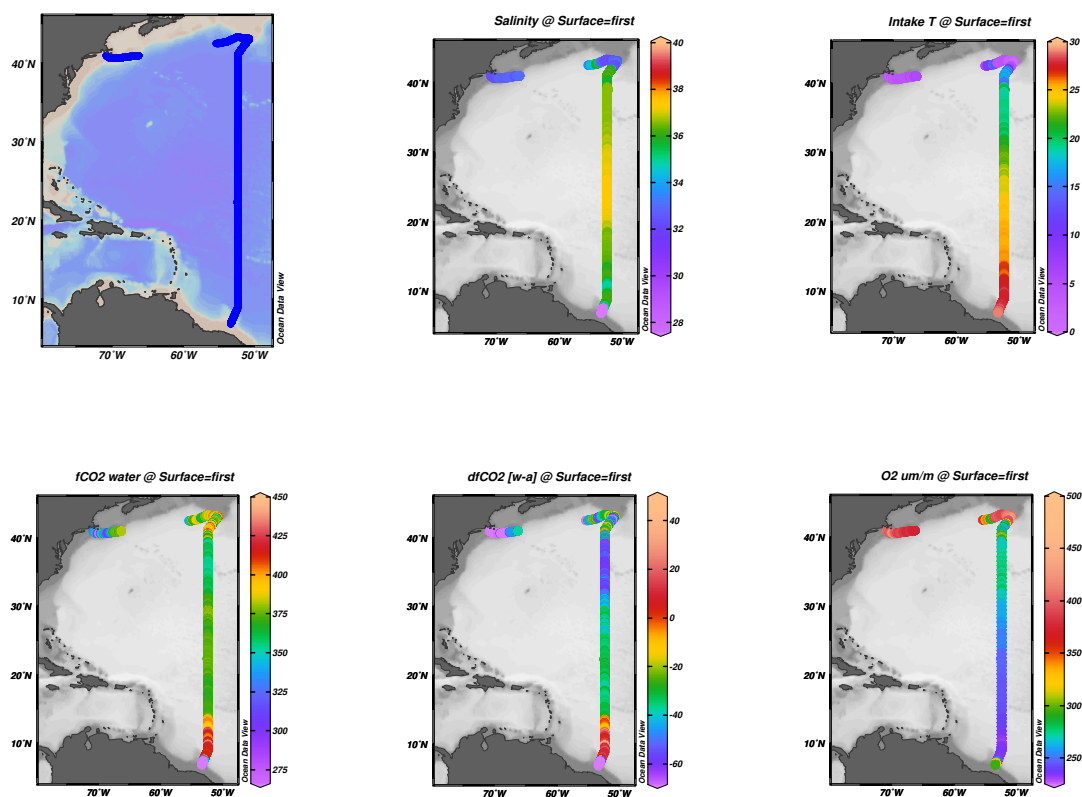 Salinity @ Surface=first
Intake T @ Surface=first
40˚N
30˚N
20˚N
10˚N
70˚W
60˚W
50˚W
Ocean Data View
40˚N
30˚N
20˚N
10˚N
70˚W
60˚W
50˚W
Ocean Data View
40
38
36
34
32
30
28
40˚N
30˚N
20˚N
10˚N
70˚W
60˚W
50˚W
Ocean Data View
30
25
20
15
10
5
0
fCO2 water @ Surface=first
dfCO2 [w-a] @ Surface=first
O2 um/m @ Surface=first
40˚N
30˚N
20˚N
10˚N
70˚W
60˚W
50˚W
Ocean Data View
450
425
400
375
350
325
300
275
40˚N
30˚N
20˚N
10˚N
70˚W
60˚W
50˚W
Ocean Data View
40
20
0
-20
-40
-60
40˚N
30˚N
20˚N
10˚N
70˚W
60˚W
50˚W
Ocean Data View
500
450
400
350
300
250